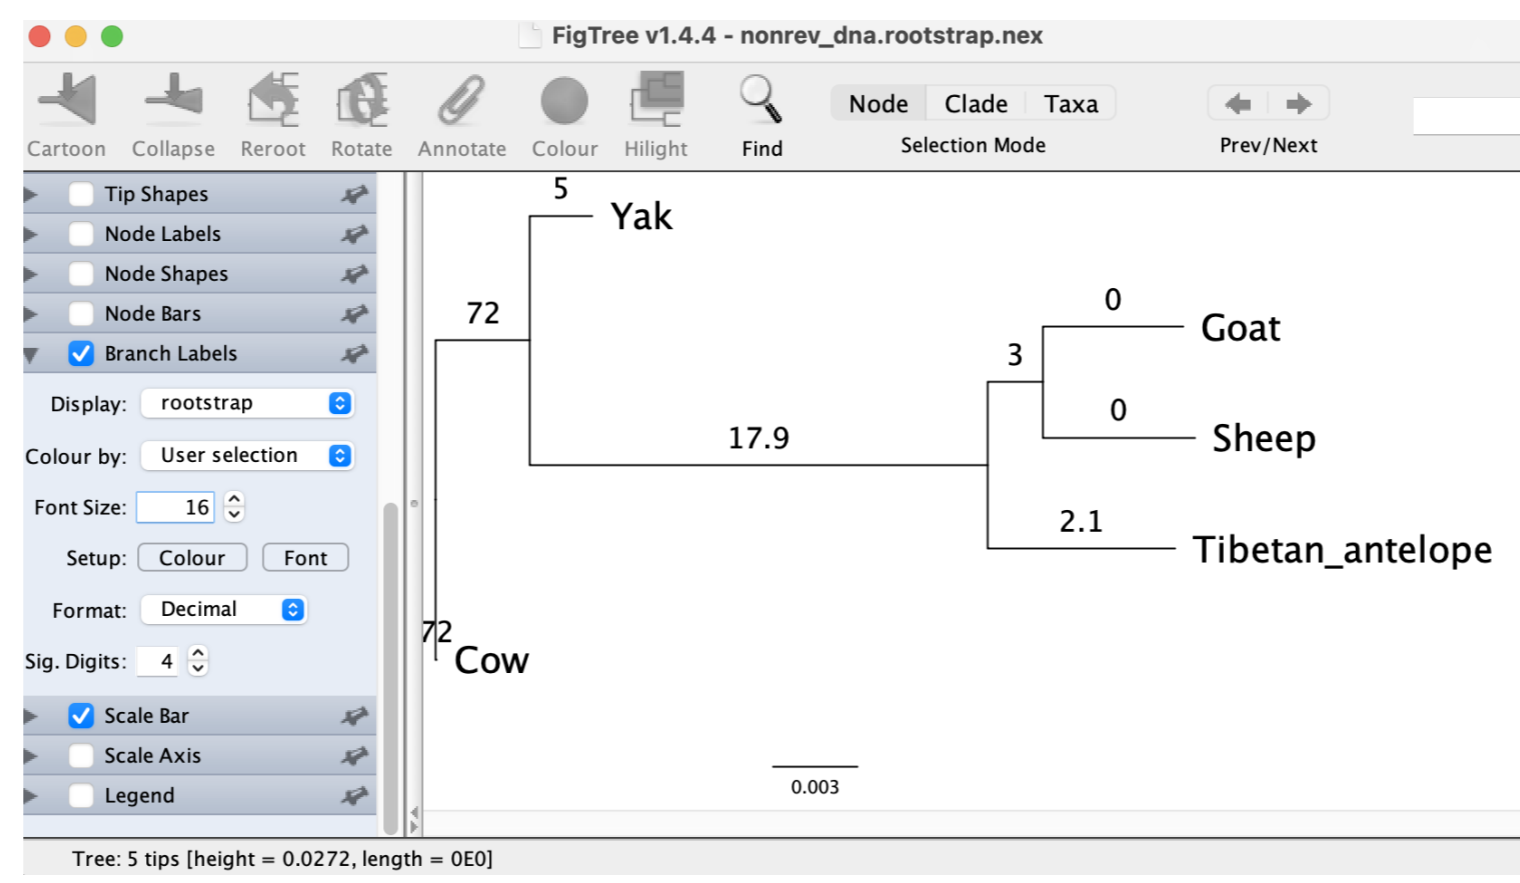 FigTree v1.4.4 - nonrev_dna.rootstrap.nex
Cartoon Collapse Reroot Rotate Annotate Colour Hilight Find
Node Clade Taxa
Selection Mode
Prev/Next
Tip Shapes
Node Labels
Node Shapes
Node Bars
Branch Labels
Display: rootstrap
Colour by: User selection
Font Size: 16
Setup: Colour Font
Format: Decimal
Sig. Digits: 4
Scale Bar
Scale Axis
Legend
5
Yak
72
0
Goat
3
0
Sheep
17.9
2.1
Tibetan_antelope
72
Cow
0.003
Tree: 5 tips [height = 0.0272, length = 0E0]